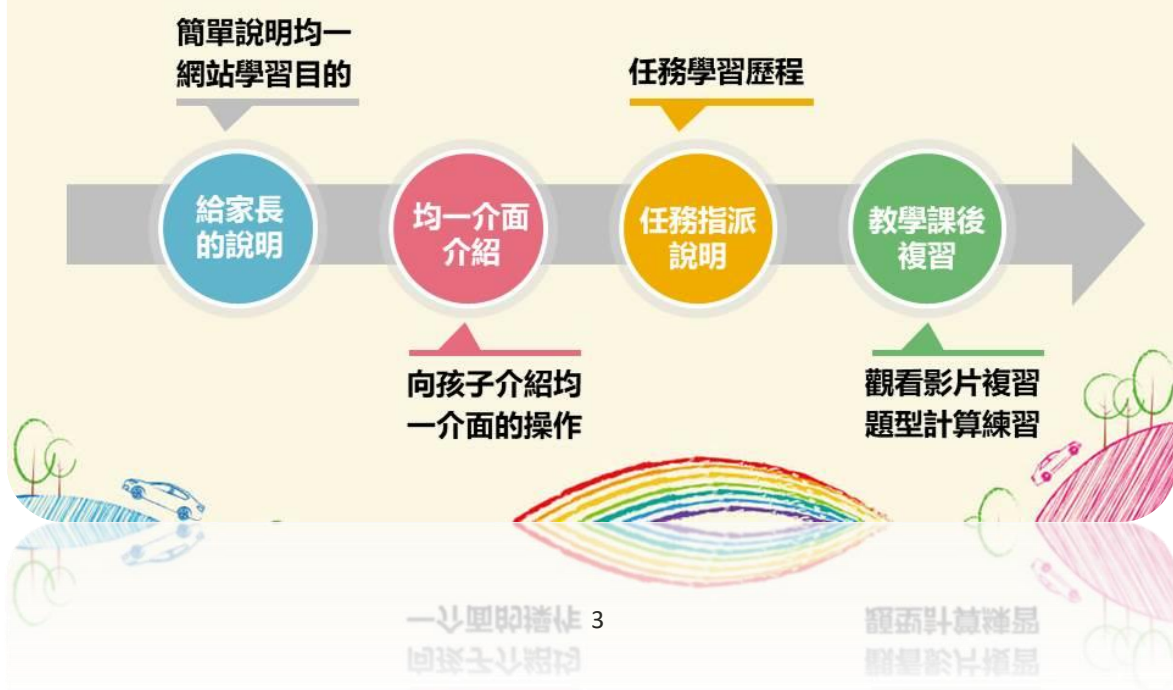 簡單說明均一
網站學習目的
任務學習歷程
給家長
的說明
均一介面
介紹
任務指派
說明
教學課後
複習
向孩子介紹均
一介面的操作
觀看影片複習
題型計算練習
3